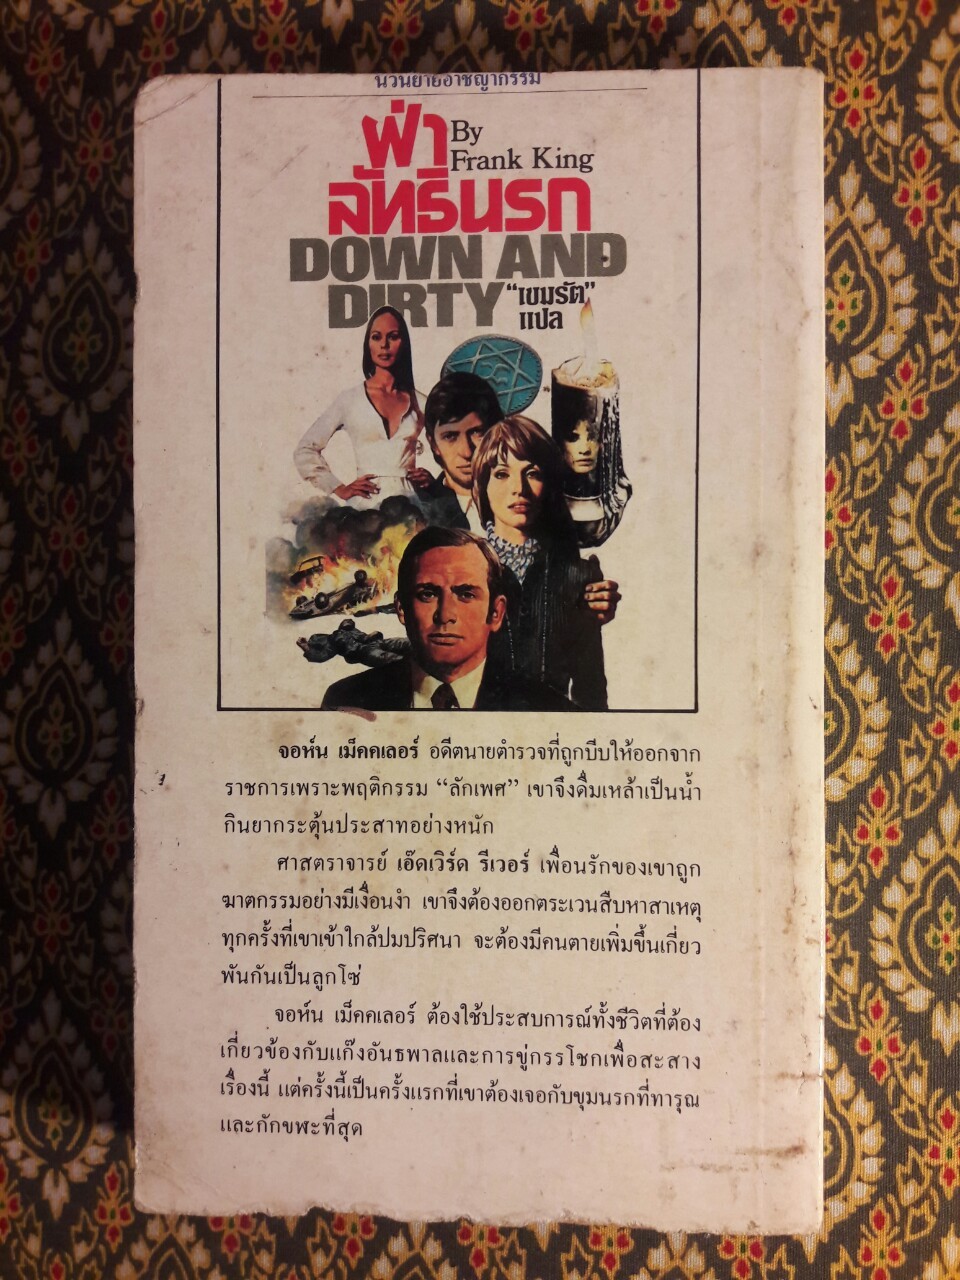 นวนิยายอาชญากรรม
ฝ่า By
Frank King
ลัทธินรก
DOWN AND
DIRTY "เขมรัต"
แปล
จอห์น เม็คคเลอร์ อดีตนายตำรวจที่ถูกบีบให้ออกจาก
ราชการเพราะพฤติกรรม “ลักเพศ” เขาจึงดื่มเหล้าเป็นน้ำ
กินยากระตุ้นประสาทอย่างหนัก
ศาสตราจารย์ เอ๊ดเวิร์ด รีเวอร์ เพื่อนรักของเขาถูก
ฆาตกรรมอย่างมีเงื่อนงำ เขาจึงต้องออกตระเวนสืบหาสาเหตุ
ทุกครั้งที่เขาเข้าใกล้ปมปริศนา จะต้องมีคนตายเพิ่มขึ้นเกี่ยว
พันกันเป็นลูกโซ่
จอห์น เม็คคเลอร์ ต้องใช้ประสบการณ์ทั้งชีวิตที่ต้อง
เกี่ยวข้องกับแก๊งอันธพาลและการขู่กรรโชกเพื่อสะสาง
เรื่องนี้ แต่ครั้งนี้เป็นครั้งแรกที่เขาต้องเจอกับขุมนรกที่ทารุณ
และกักขฬะที่สุด